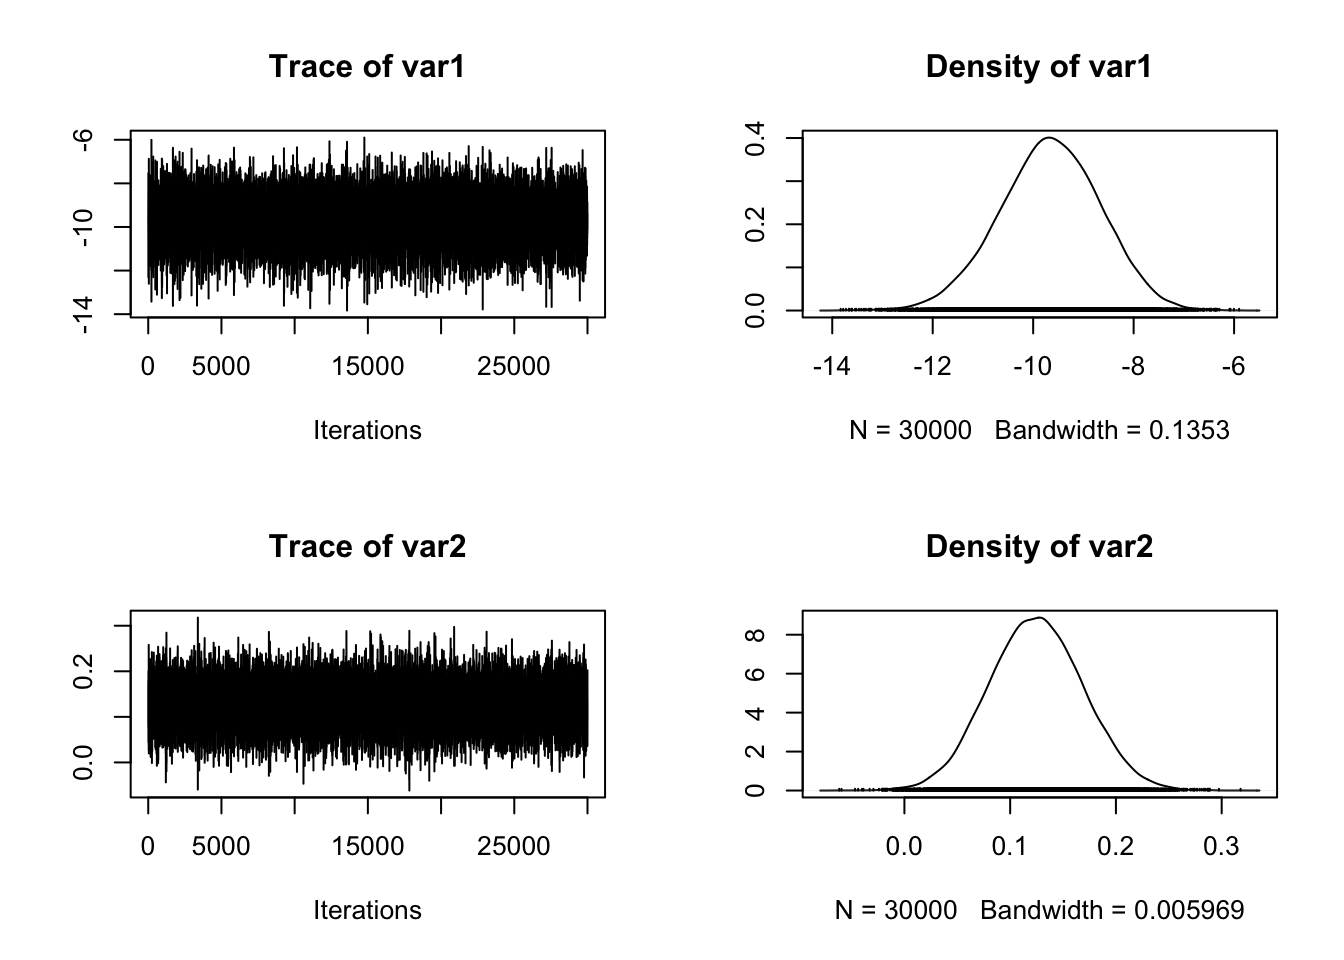 Trace of var1
-6
-10
-14
0 5000 15000 25000
Iterations
Density of var1
0.4
0.2
0.0
-14 -12 -10 -8 -6
N = 30000 Bandwidth = 0.1353
Trace of var2
0.2
0.0
0 5000 15000 25000
Iterations
Density of var2
8
6
4
2
0
0.0 0.1 0.2 0.3
N = 30000 Bandwidth = 0.005969